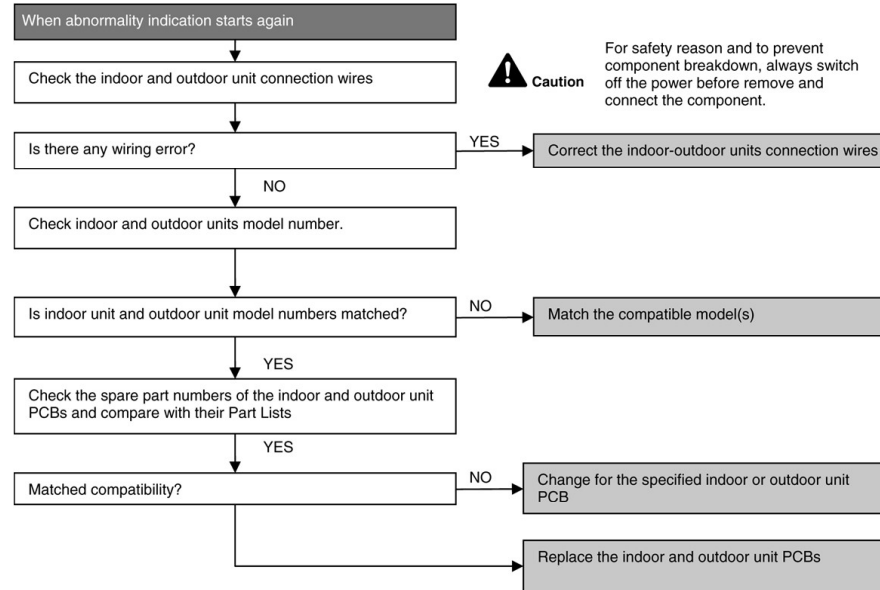 When abnormality indication starts again
Check the indoor and outdoor unit connection wires
Caution
For safety reason and to prevent
component breakdown, always switch
off the power before remove and
connect the component.
Is there any wiring error?
YES
Correct the indoor-outdoor units connection wires
NO
Check indoor and outdoor units model number.
Is indoor unit and outdoor unit model numbers matched?
NO
Match the compatible model(s)
YES
Check the spare part numbers of the indoor and outdoor unit
PCBs and compare with their Part Lists
YES
Matched compatibility?
NO
Change for the specified indoor or outdoor unit
PCB
Replace the indoor and outdoor unit PCBs